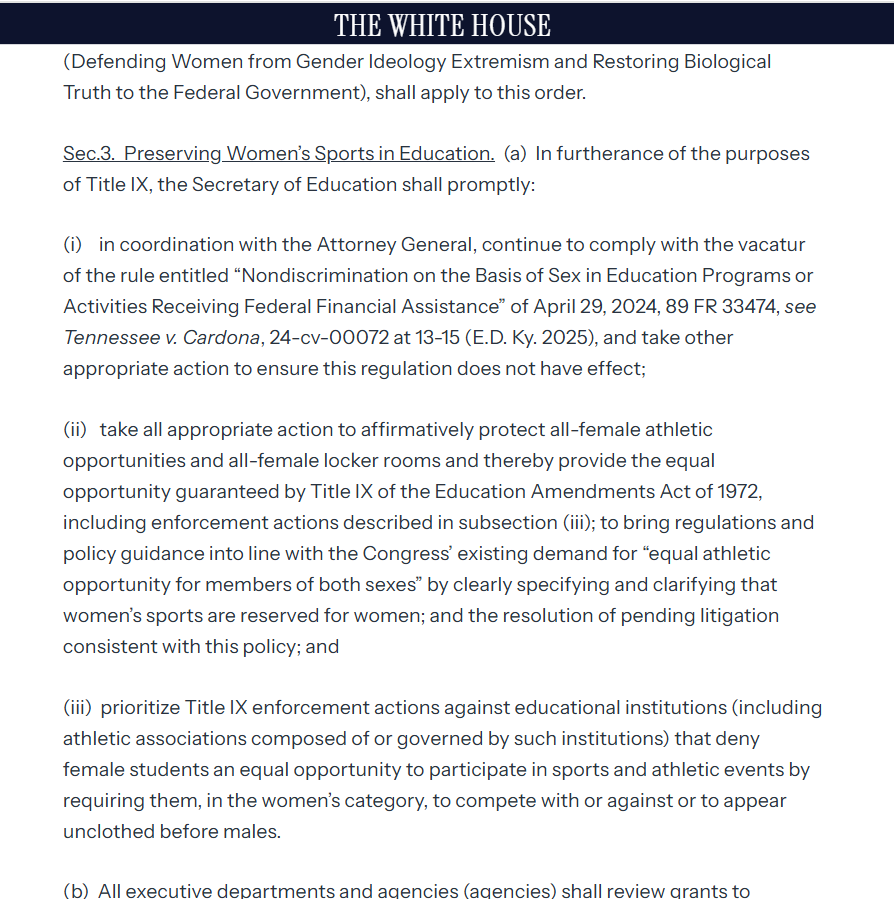 THE WHITE HOUSE
(Defending Women from Gender Ideology Extremism and Restoring Biological
Truth to the Federal Government), shall apply to this order.
Sec.3.  Preserving Women’s Sports in Education.  (a)  In furtherance of the purposes
of Title IX, the Secretary of Education shall promptly:
(i)   in coordination with the Attorney General, continue to comply with the vacatur
of the rule entitled “Nondiscrimination on the Basis of Sex in Education Programs or
Activities Receiving Federal Financial Assistance” of April 29, 2024, 89 FR 33474, see
Tennessee v. Cardona, 24-cv-00072 at 13-15 (E.D. Ky. 2025), and take other
appropriate action to ensure this regulation does not have effect;
(ii)   take all appropriate action to affirmatively protect all-female athletic
opportunities and all-female locker rooms and thereby provide the equal
opportunity guaranteed by Title IX of the Education Amendments Act of 1972,
including enforcement actions described in subsection (iii); to bring regulations and
policy guidance into line with the Congress’ existing demand for “equal athletic
opportunity for members of both sexes” by clearly specifying and clarifying that
women’s sports are reserved for women; and the resolution of pending litigation
consistent with this policy; and
(iii)  prioritize Title IX enforcement actions against educational institutions (including
athletic associations composed of or governed by such institutions) that deny
female students an equal opportunity to participate in sports and athletic events by
requiring them, in the women’s category, to compete with or against or to appear
unclothed before males.
(b)  All executive departments and agencies (agencies) shall review grants to